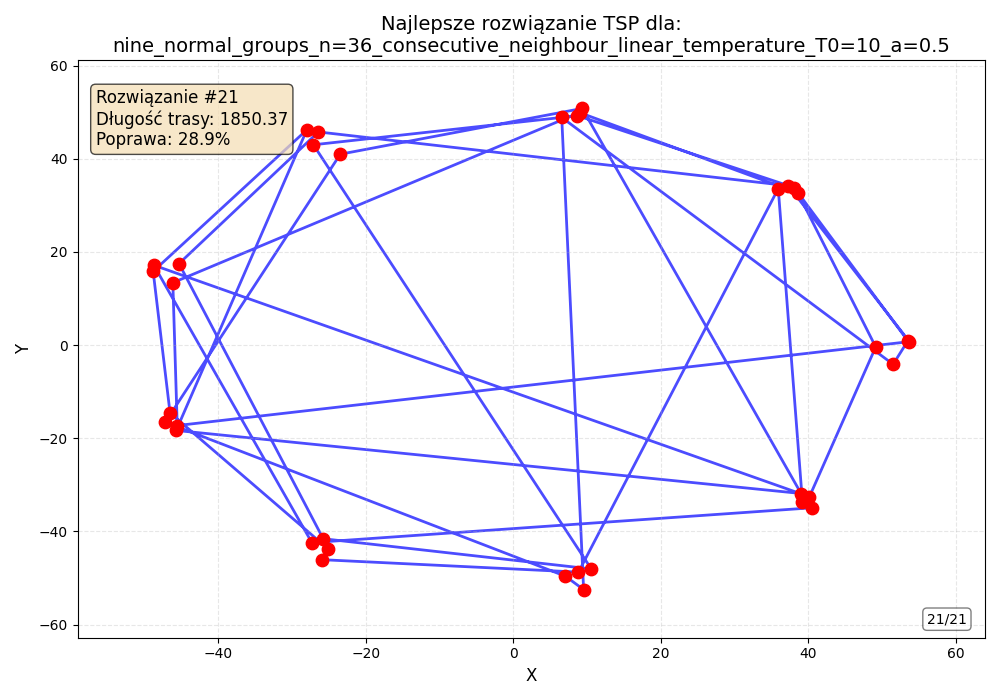 Najlepsze rozwiązanie TSP dla:
nine_normal_groups_n=36_consecutive_neighbour_linear_temperature_T0=10_a=0.5
Rozwiązanie #21
Długość trasy: 1850.37
Poprawa: 28.9%
60
40
20
0
−20
−40
−60
Y
21/21
−40
−20
0
20
40
60
X